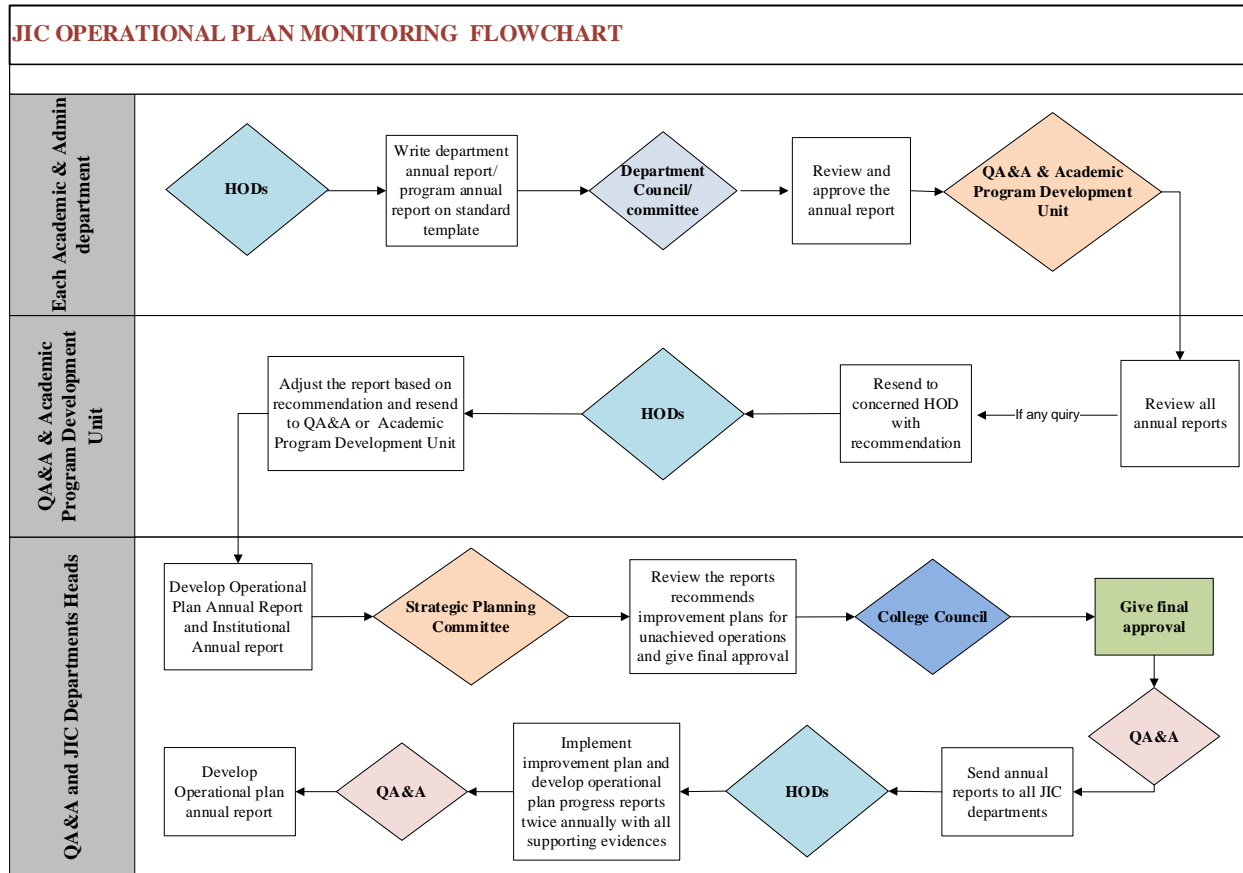 JIC OPERATIONAL PLAN MONITORING FLOWCHART
Each Academic & Admin
department
HODs
Write department
annual report/
program annual
report on standard
template
Department
Council/
committee
Review and
approve the
annual report
QA&A & Academic
Program Development
Unit
QA&A & Academic
Program Development
Unit
Adjust the report based on
recommendation and resend
to QA&A or Academic
Program Development Unit
HODs
Resend to
concerned HOD
with
recommendation
If any quiry
Review all
annual reports
QA&A and JIC Departments Heads
Develop Operational
Plan Annual Report
and Institutional
Annual report
Strategic Planning
Committee
Review the reports
recommends
improvement plans for
unachieved operations
and give final approval
College Council
Give final
approval
QA&A
Send annual
reports to all JIC
departments
HODs
Implement
improvement plan and
develop operational
plan progress reports
twice annually with all
supporting evidences
QA&A
Develop
Operational plan
annual report